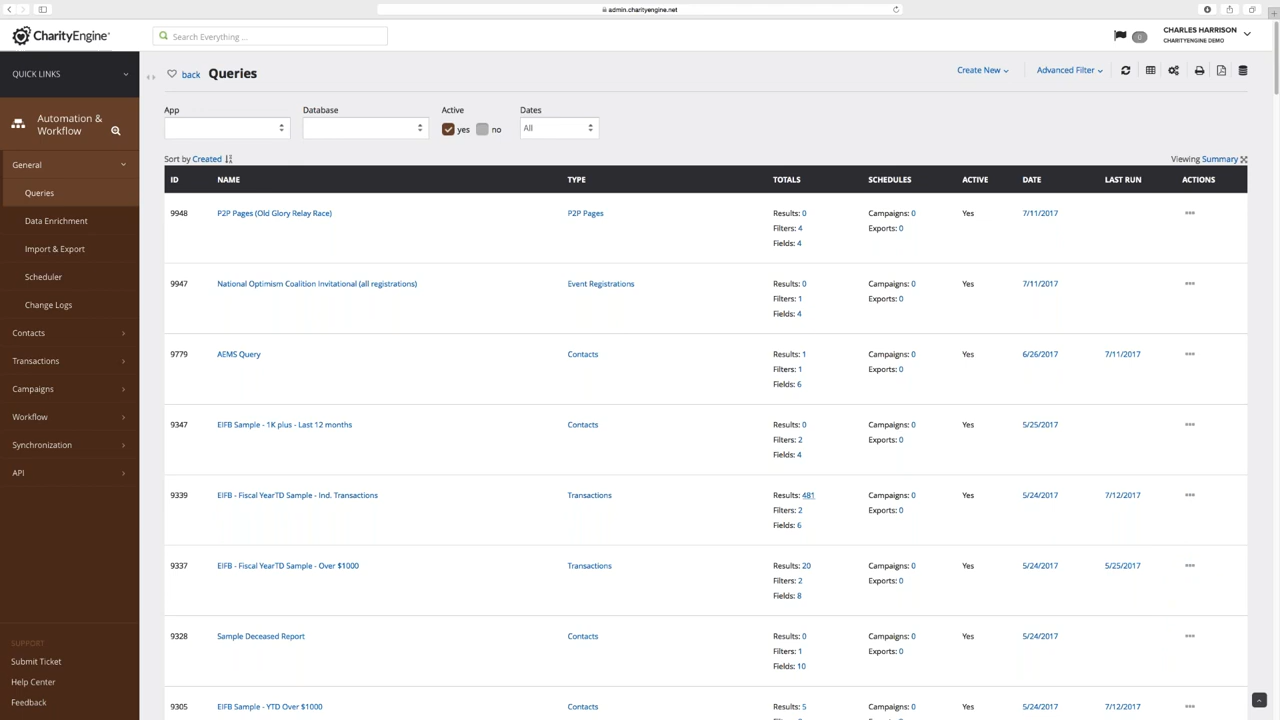 admin.charityengine.net
CharityEngine
Search Everything ...
0
CHARLES HARRISON
CHARITYENGINE DEMO
QUICK LINKS
Automation &
Workflow
General
Queries
Data Enrichment
Import & Export
Scheduler
Change Logs
Contacts
Transactions
Campaigns
Workflow
Synchronization
API
SUPPORT
Submit Ticket
Help Center
Feedback
back Queries
Create New
Advanced Filter
App
Database
Active
yes no
Dates
All
Sort by Created
Viewing Summary
ID NAME TYPE TOTALS SCHEDULES ACTIVE DATE LAST RUN ACTIONS
9948 P2P Pages (Old Glory Relay Race) P2P Pages Results: 0 Campaigns: 0 Yes 7/11/2017
Filters: 4 Exports: 0
Fields: 4
9947 National Optimism Coalition Invitational (all registrations) Event Registrations Results: 0 Campaigns: 0 Yes 7/11/2017
Filters: 1 Exports: 0
Fields: 4
9779 AEMS Query Contacts Results: 1 Campaigns: 0 Yes 6/26/2017 7/11/2017
Filters: 1 Exports: 0
Fields: 6
9347 EIFB Sample - 1K plus - Last 12 months Contacts Results: 0 Campaigns: 0 Yes 5/25/2017
Filters: 2 Exports: 0
Fields: 4
9339 EIFB - Fiscal YearTD Sample - Ind. Transactions Transactions Results: 481 Campaigns: 0 Yes 5/24/2017 7/12/2017
Filters: 2 Exports: 0
Fields: 6
9337 EIFB - Fiscal YearTD Sample - Over $1000 Transactions Results: 20 Campaigns: 0 Yes 5/24/2017 5/25/2017
Filters: 2 Exports: 0
Fields: 8
9328 Sample Deceased Report Contacts Results: 0 Campaigns: 0 Yes 5/24/2017
Filters: 1 Exports: 0
Fields: 10
9305 EIFB Sample - YTD Over $1000 Contacts Results: 5 Campaigns: 0 Yes 5/24/2017 7/12/2017